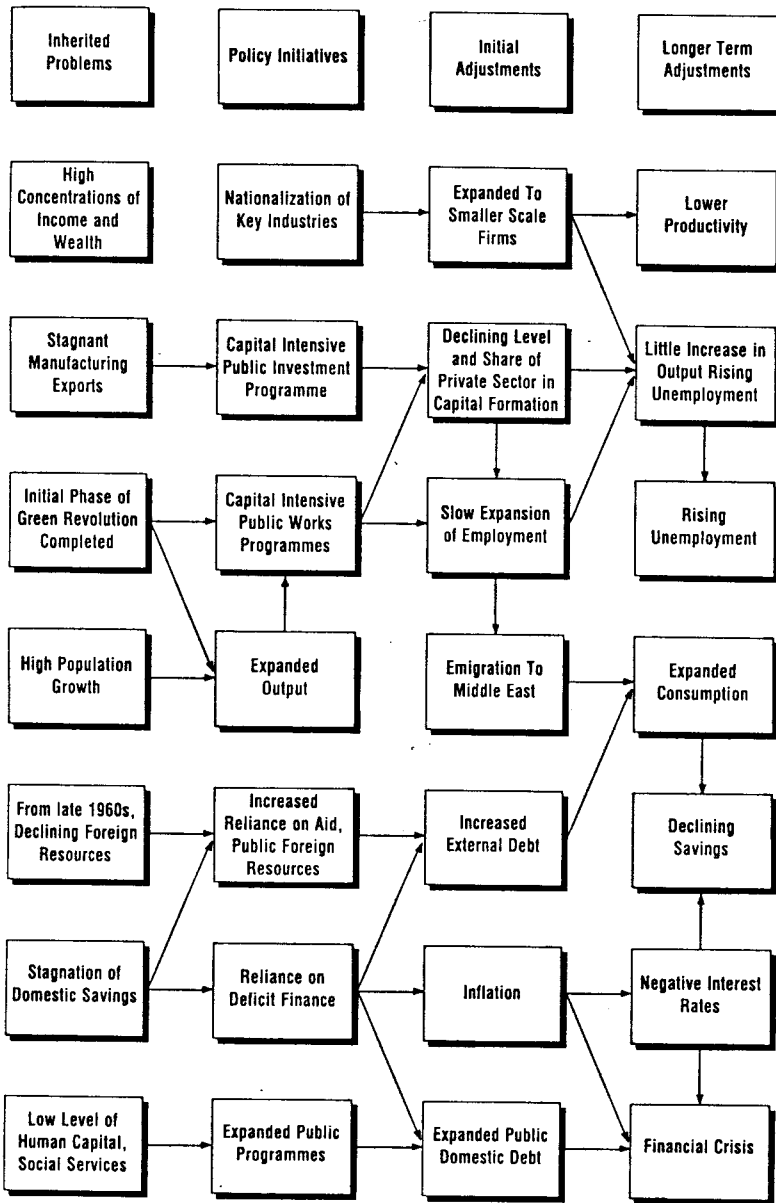 Inherited
Problems
Policy Initiatives
Initial
Adjustments
Longer Term
Adjustments
High
Concentrations of
Income and
Wealth
Nationalization of
Key Industries
Expanded To
Smaller Scale
Firms
Lower
Productivity
Stagnant
Manufacturing
Exports
Capital Intensive
Public Investment
Programme
Declining Level
and Share of
Private Sector in
Capital Formation
Little Increase in
Output Rising
Unemployment
Initial Phase of
Green Revolution
Completed
Capital Intensive
Public Works
Programmes
Slow Expansion
of Employment
Rising
Unemployment
High Population
Growth
Expanded
Output
Emigration To
Middle East
Expanded
Consumption
From late 1960s,
Declining Foreign
Resources
Increased
Reliance on Aid,
Public Foreign
Resources
Increased
External Debt
Declining
Savings
Stagnation of
Domestic Savings
Reliance on
Deficit Finance
Inflation
Negative Interest
Rates
Low Level of
Human Capital,
Social Services
Expanded Public
Programmes
Expanded Public
Domestic Debt
Financial Crisis